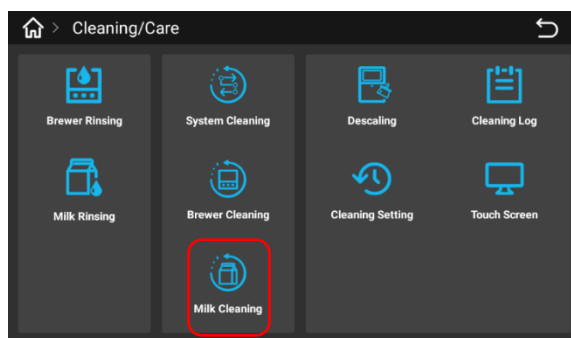 > Cleaning/Care
Brewer Rinsing
System Cleaning
Descaling
Cleaning Log
Milk Rinsing
Brewer Cleaning
Cleaning Setting
Touch Screen
Milk Cleaning